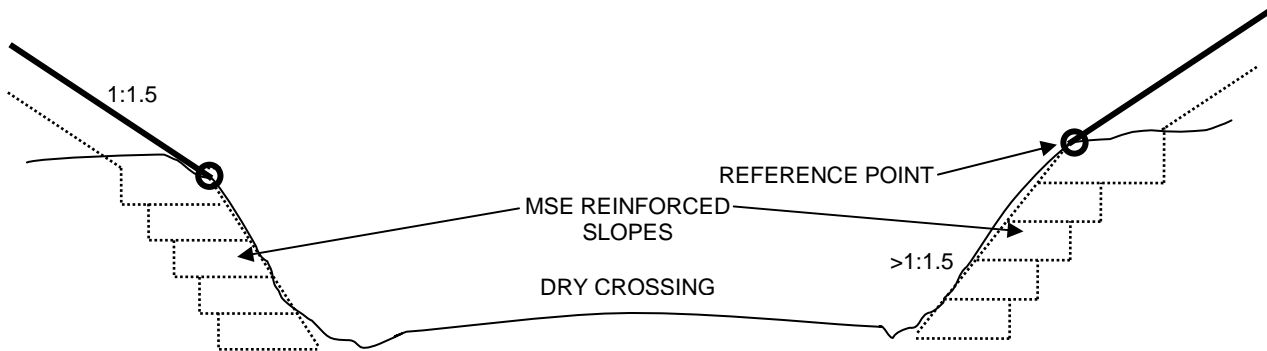 1:1.5
REFERENCE POINT
MSE REINFORCED
SLOPES
>1:1.5
DRY CROSSING